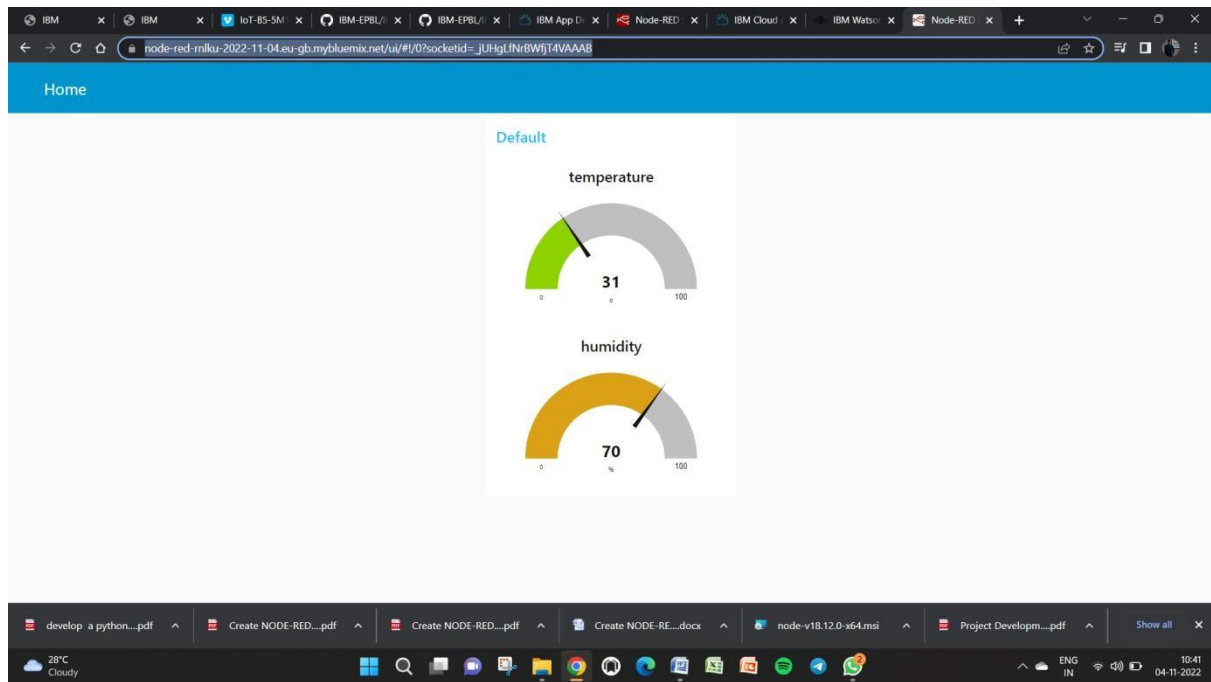 IBM
IBM
IoT-B5-5M1
IBM-EPBL/
IBM-EPBL/
IBM App De
Node-RED
IBM Cloud
IBM Watso
Node-RED
node-red-rnlku-2022-11-04.eu-gb.mybluemix.net/ui/#!/0?socketid=_jUHgLfNrBWfjT4VAAAB
Home
Default
temperature
31
0
100
humidity
70
0
%
100
develop a python....pdf
Create NODE-RED....pdf
Create NODE-RED....pdf
Create NODE-RE....docx
node-v18.12.0-x64.msi
Project Developm....pdf
Show all
28°C
Cloudy
2
ENG
IN
10:41
04-11-2022